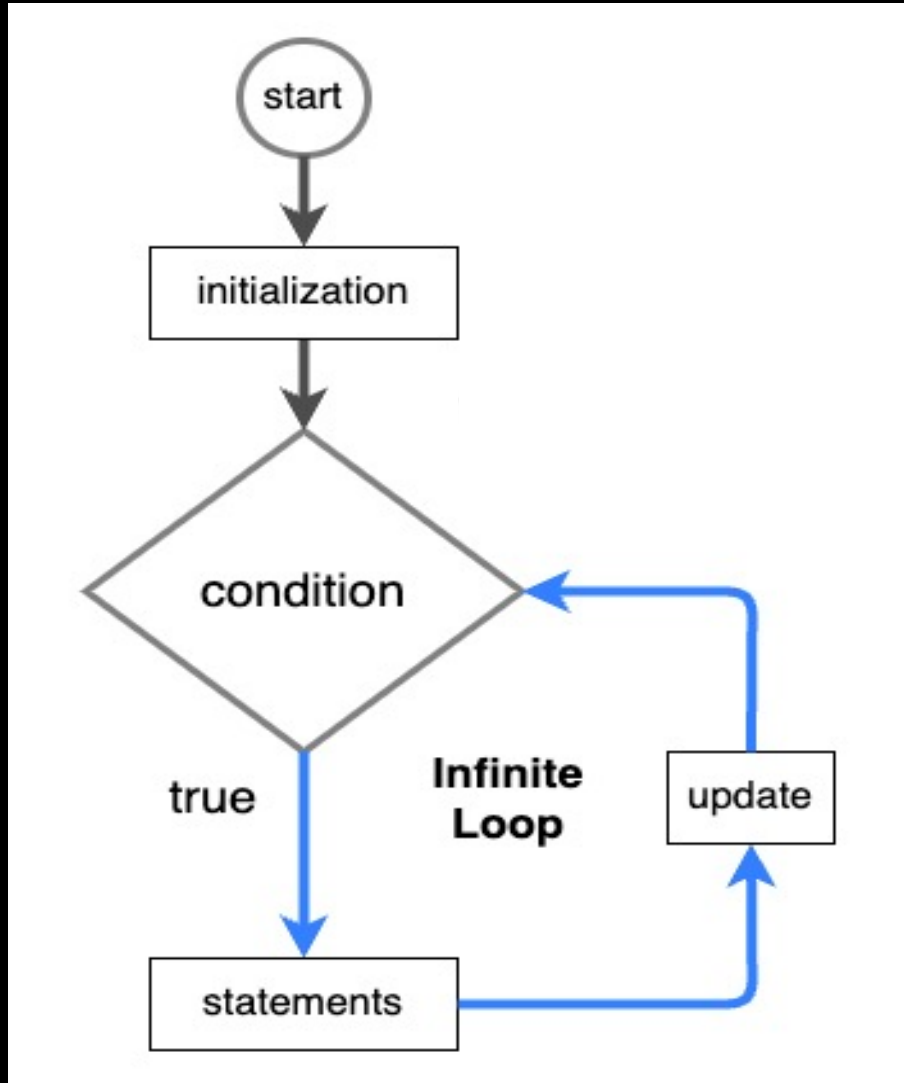 start
initialization
condition
true
Infinite
Loop
update
statements